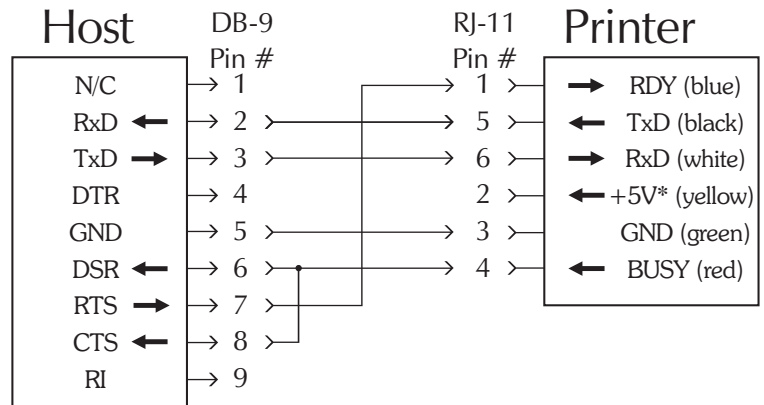 Host DB-9 RJ-11 Printer
Pin # Pin #
N/C 1 1 RDY (blue)
RxD 2 5 TxD (black)
TxD 3 6 RxD (white)
DTR 4 2 +5V* (yellow)
GND 5 3 GND (green)
DSR 6 4 BUSY (red)
RTS 7
CTS 8
RI 9